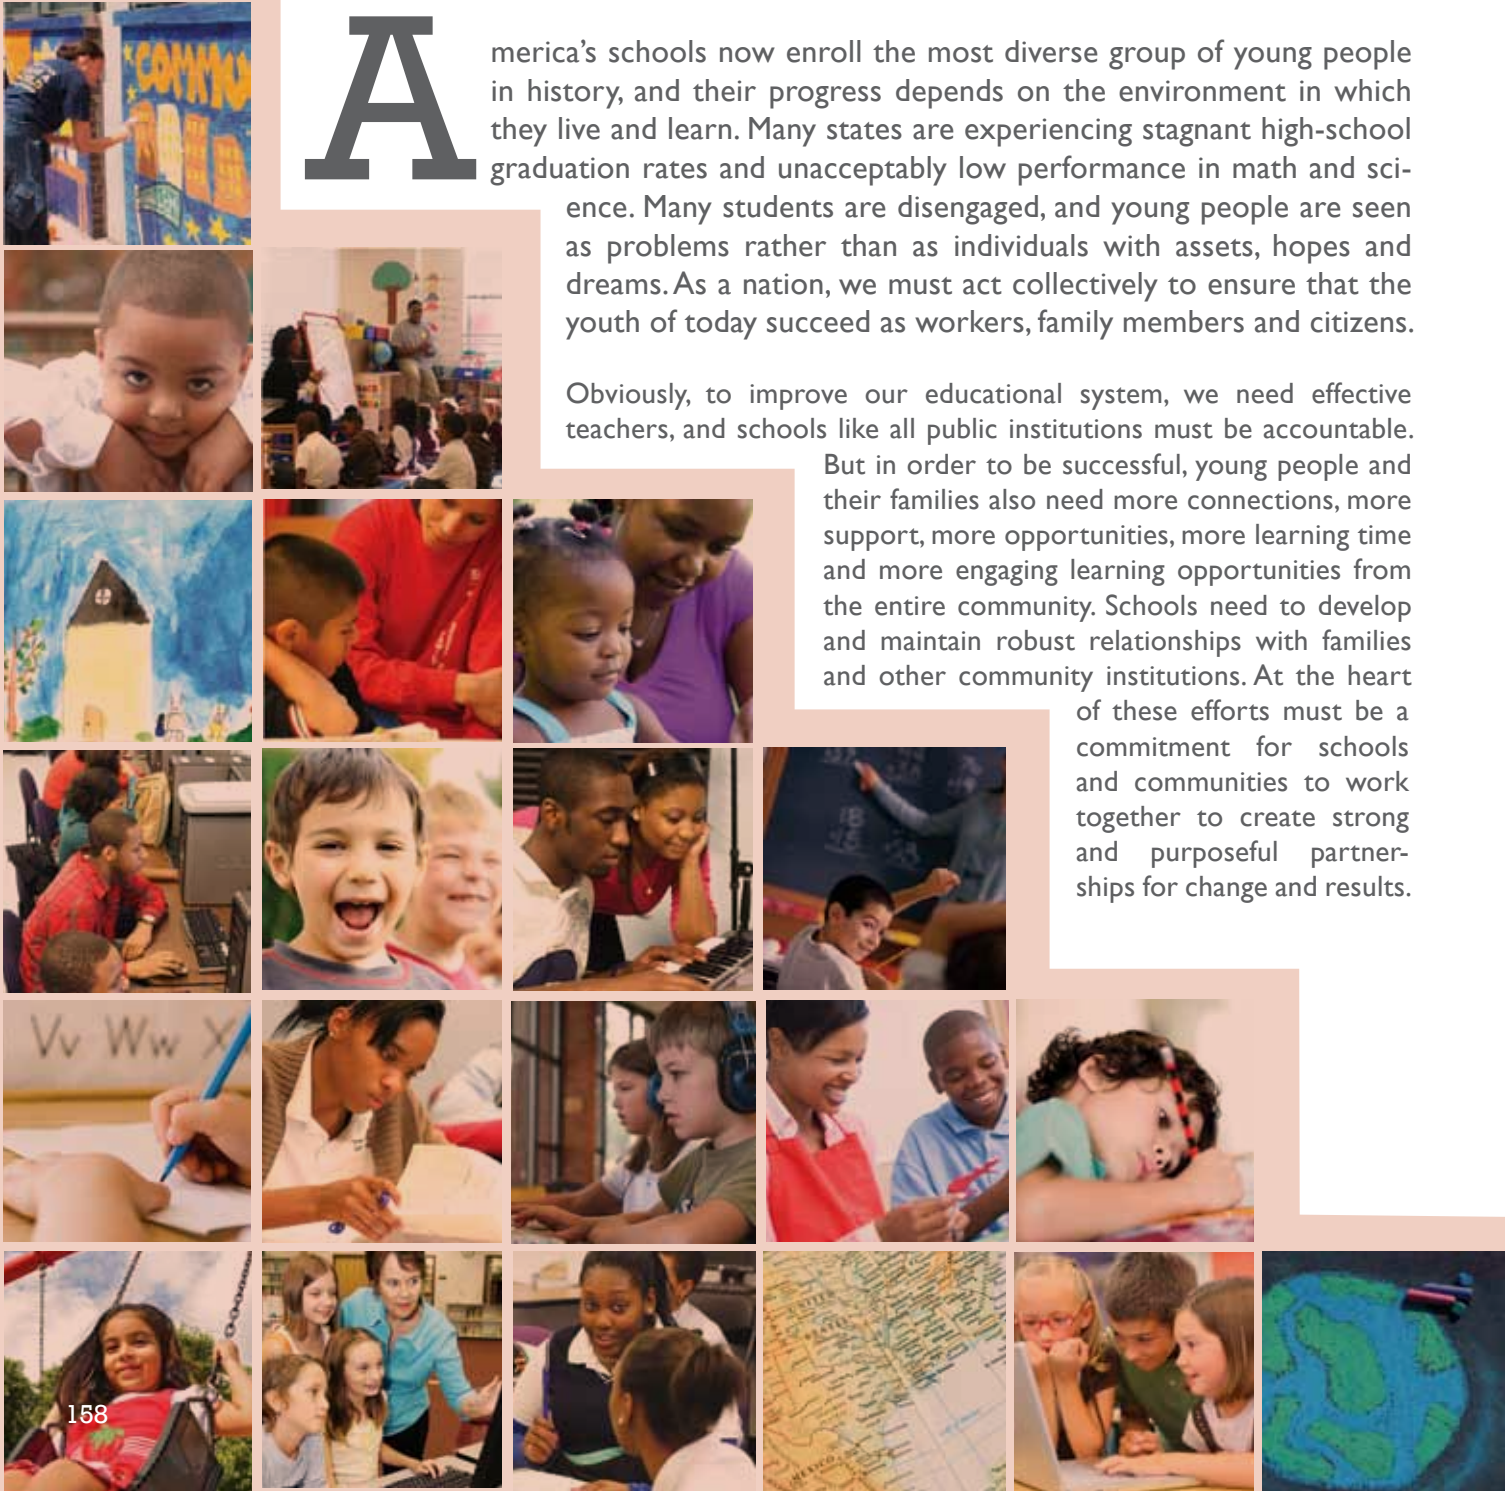 America’s schools now enroll the most diverse group of young people
in history, and their progress depends on the environment in which
they live and learn. Many states are experiencing stagnant high-school
graduation rates and unacceptably low performance in math and sci-
ence. Many students are disengaged, and young people are seen
as problems rather than as individuals with assets, hopes and
dreams. As a nation, we must act collectively to ensure that the
youth of today succeed as workers, family members and citizens.
Obviously, to improve our educational system, we need effective
teachers, and schools like all public institutions must be accountable.
But in order to be successful, young people and
their families also need more connections, more
support, more opportunities, more learning time
and more engaging learning opportunities from
the entire community. Schools need to develop
and maintain robust relationships with families
and other community institutions. At the heart
of these efforts must be a
commitment for schools
and communities to work
together to create strong
and purposeful partner-
ships for change and results.
COMMU
Vv Ww X
UNITED
STATES
MEXICO
158